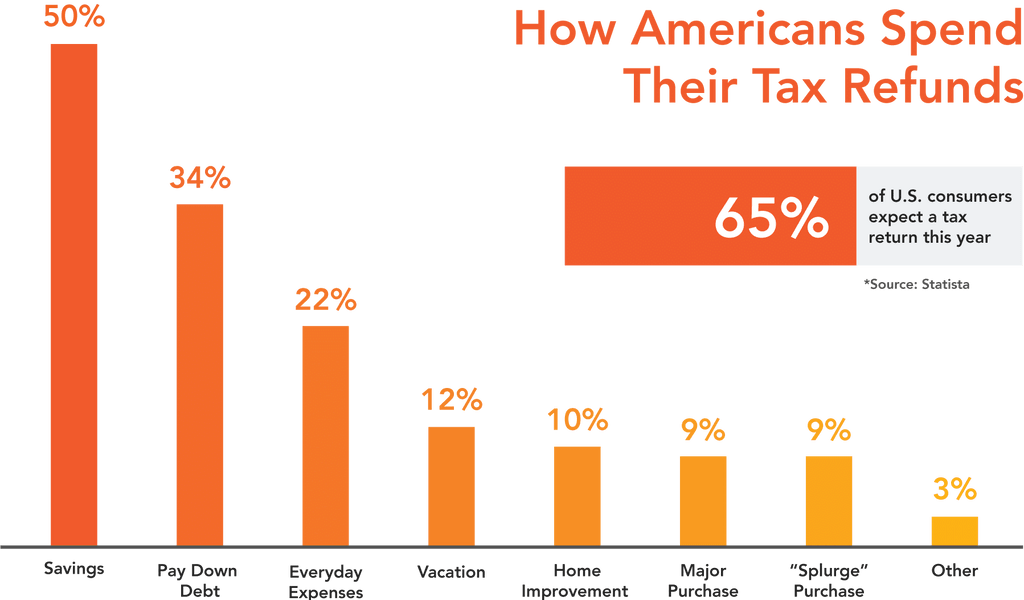 How Americans Spend
Their Tax Refunds
65%
of U.S. consumers
expect a tax
return this year
*Source: Statista
50%
34%
22%
12%
10%
9%
9%
3%
Savings
Pay Down
Debt
Everyday
Expenses
Vacation
Home
Improvement
Major
Purchase
“Splurge”
Purchase
Other